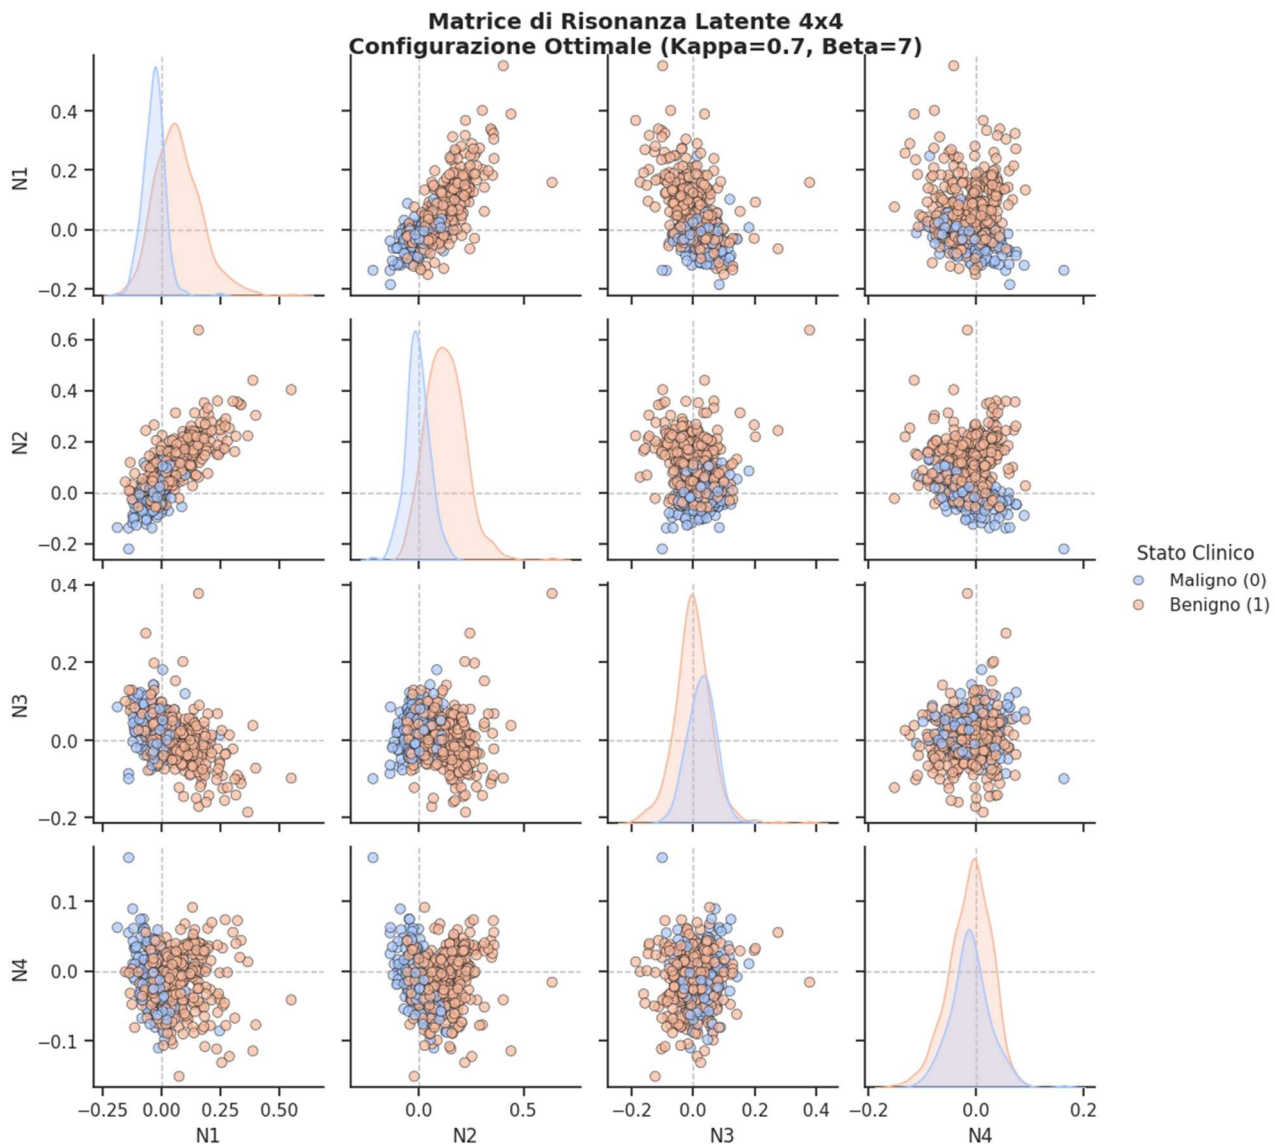 Matrice di Risonanza Latente 4x4
Configurazione Ottimale (Kappa=0.7, Beta=7)
N1
0.4
0.2
0.0
−0.2
N2
0.6
0.4
0.2
0.0
−0.2
Stato Clinico
Maligno (0)
Benigno (1)
N3
0.4
0.2
0.0
−0.2
N4
0.1
0.0
−0.1
−0.25 0.00 0.25 0.50
0.0 0.5
−0.2 0.0 0.2 0.4
−0.2 0.0 0.2
N1 N2 N3 N4